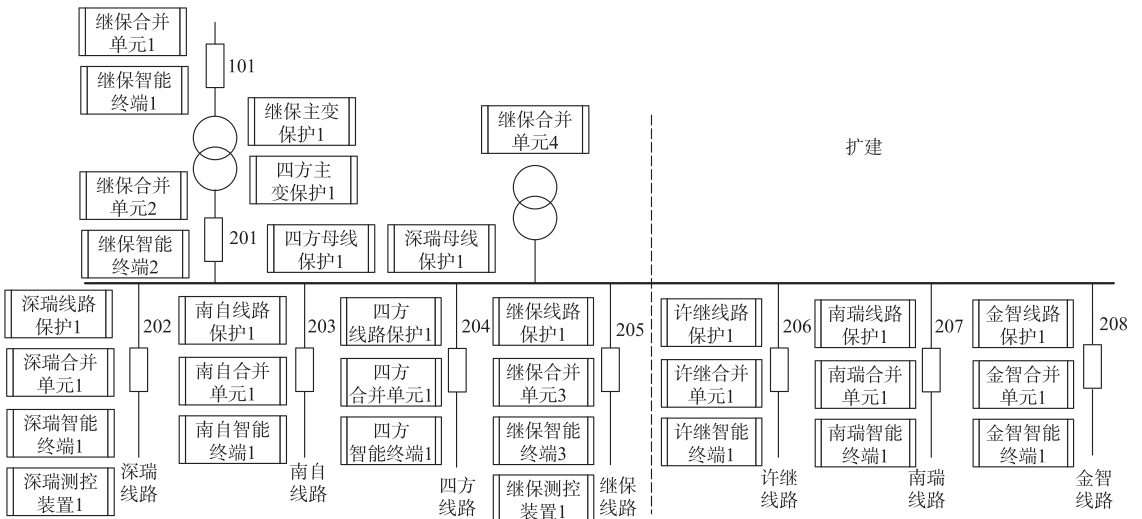 继保合并
单元1
101
继保智能
终端1
继保主变
保护1
继保合并
单元4
扩建
四方主
变保护1
继保合并
单元2
201
继保智能
终端2
四方母线
保护1
深瑞母线
保护1
深瑞线路
保护1
202
南自线路
保护1
203
四方
线路保护1
204
继保线路
保护1
205
许继线路
保护1
206
南瑞线路
保护1
207
金智线路
保护1
208
深瑞合并
单元1
南自合并
单元1
四方
合并单元1
继保合并
单元3
许继合并
单元1
南瑞合并
单元1
金智合并
单元1
深瑞智能
终端1
南自智能
终端1
四方
智能终端1
继保智能
终端3
许继智能
终端1
南瑞智能
终端1
金智智能
终端1
深瑞测控
装置1
深瑞
线路
南自
线路
四方
线路
继保测控
装置1
继保
线路
许继
线路
南瑞
线路
金智
线路